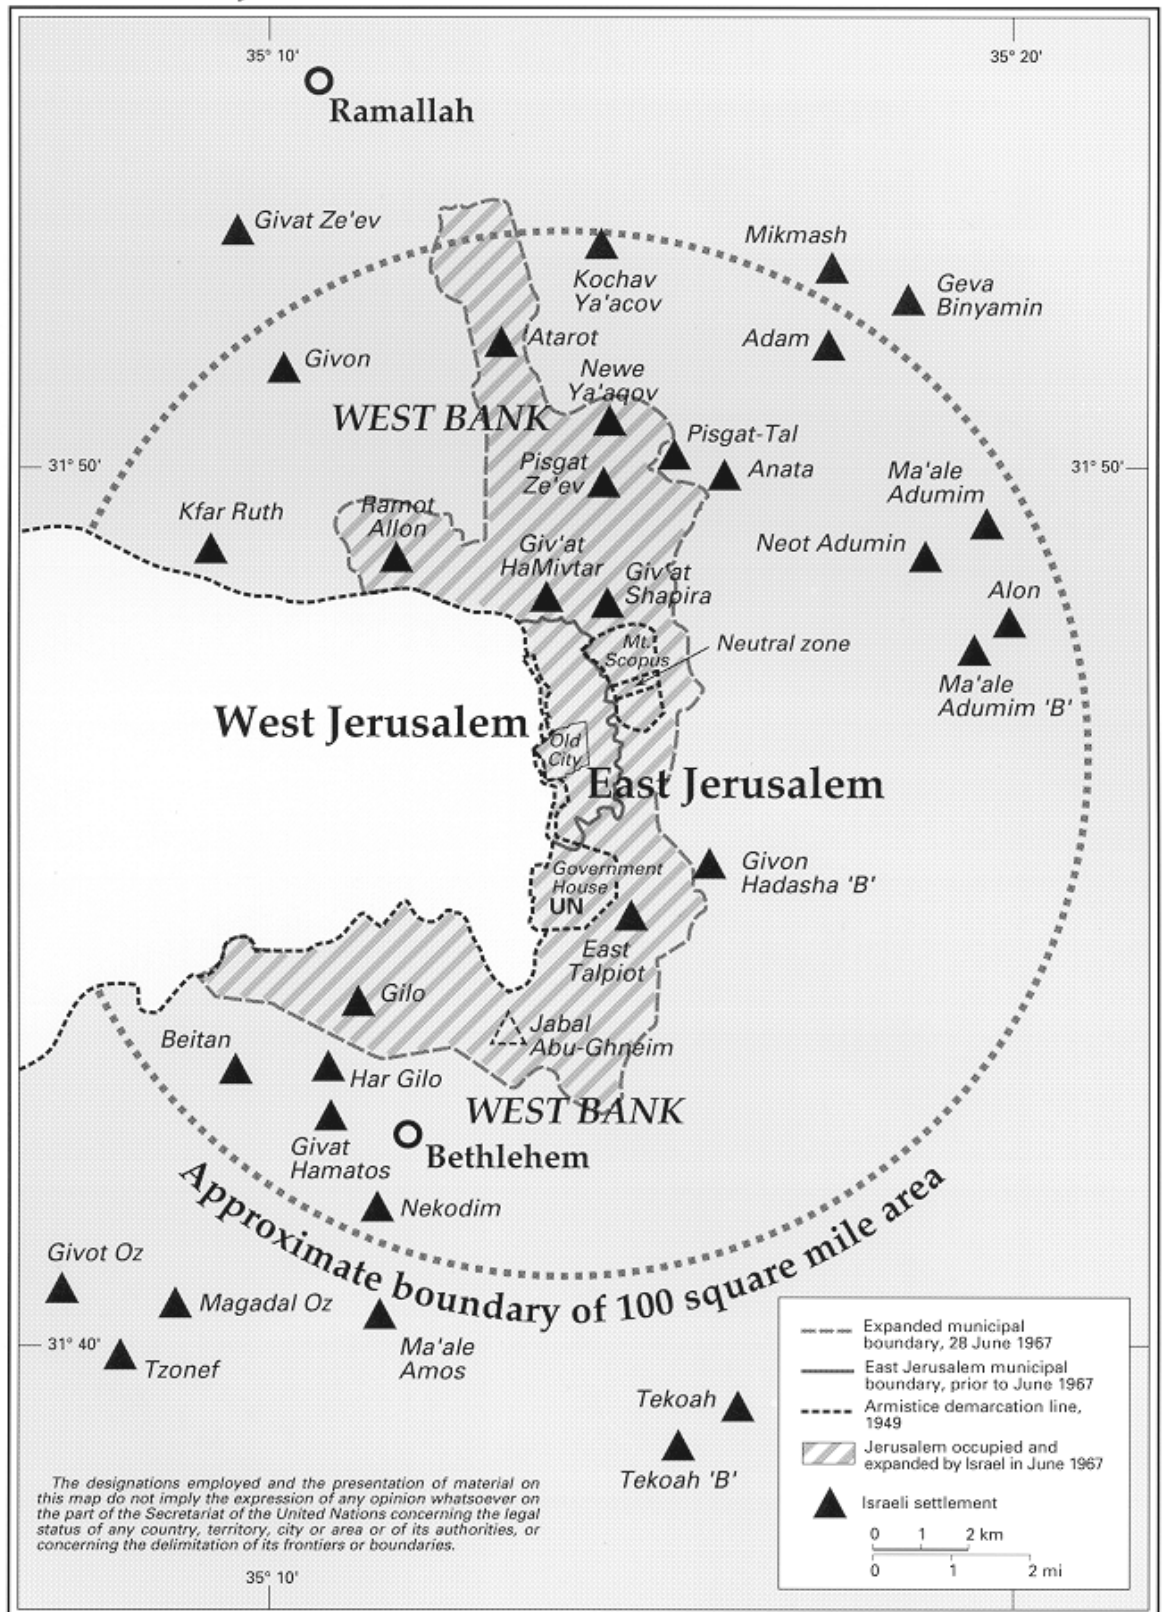 35° 10'
35° 20'
Ramallah
Givat Ze'ev
Mikmash
Kochav
Ya'acov
Geva
Binyamin
Atarot
Adam
Givon
Newe
Ya'aqov
WEST BANK
Pisgat-Tal
31° 50'
Pisgat
Ze'ev
Anata
31° 50'
Ma'ale
Adumim
Kfar Ruth
Ramot
Allon
Giv'at
HaMivtar
Neot Adumin
Giv'at
Shapira
Alon
Mt.
Scopus
Neutral zone
Ma'ale
Adumim 'B'
West Jerusalem
Old
City
East Jerusalem
Government
House
UN
Givon
Hadasha 'B'
East
Talpiot
Gilo
Jabal
Abu-Ghneim
Beitan
Har Gilo
WEST BANK
Givat
Hamatos
Bethlehem
Nekodim
Approximate boundary of 100 square mile area
Givot Oz
Magadal Oz
31° 40'
Tzonef
Ma'ale
Amos
Tekoah
Tekoah 'B'
Expanded municipal
boundary, 28 June 1967
East Jerusalem municipal
boundary, prior to June 1967
Armistice demarcation line,
1949
Jerusalem occupied and
expanded by Israel in June 1967
Israeli settlement
0 1 2 km
0 1 2 mi
The designations employed and the presentation of material on
this map do not imply the expression of any opinion whatsoever on
the part of the Secretariat of the United Nations concerning the legal
status of any country, territory, city or area or of its authorities, or
concerning the delimitation of its frontiers or boundaries.
35° 10'